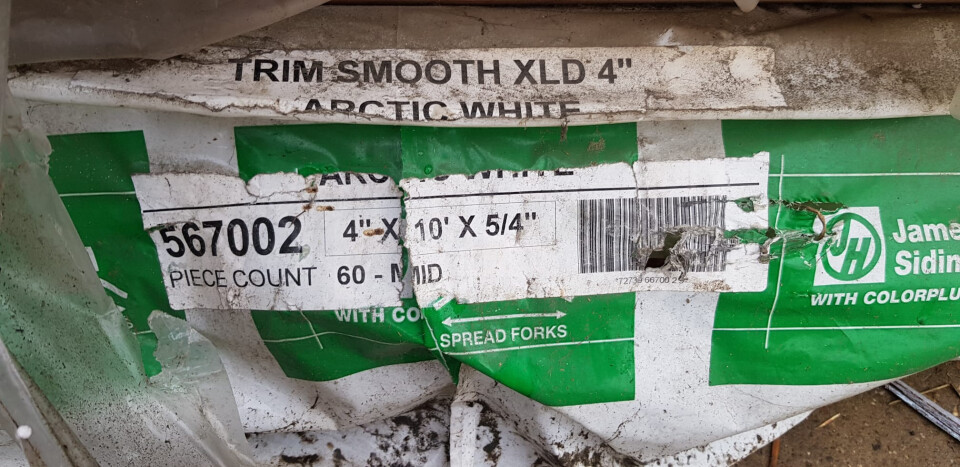 TRIM SMOOTH XLD 4"
ARCTIC WHITE
567002
4" X 10' X 5/4"
PIECE COUNT 60 - MID
JH
Jame
Sidin
WITH COLORPLU
WITH CO
SPREAD FORKS